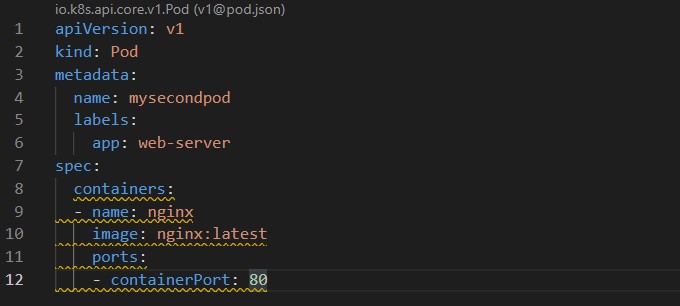 io.k8s.api.core.v1.Pod (v1@pod.json)
1 apiVersion: v1
2 kind: Pod
3 metadata:
4   name: mysecondpod
5   labels:
6     app: web-server
7 spec:
8   containers:
9   - name: nginx
10     image: nginx:latest
11     ports:
12     - containerPort: 80